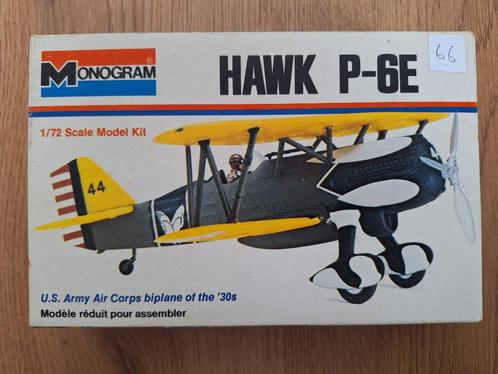 MONOGRAM®
HAWK P-6E
66
1/72 Scale Model Kit
44
U.S. Army Air Corps biplane of the '30s
Modèle réduit pour assembler